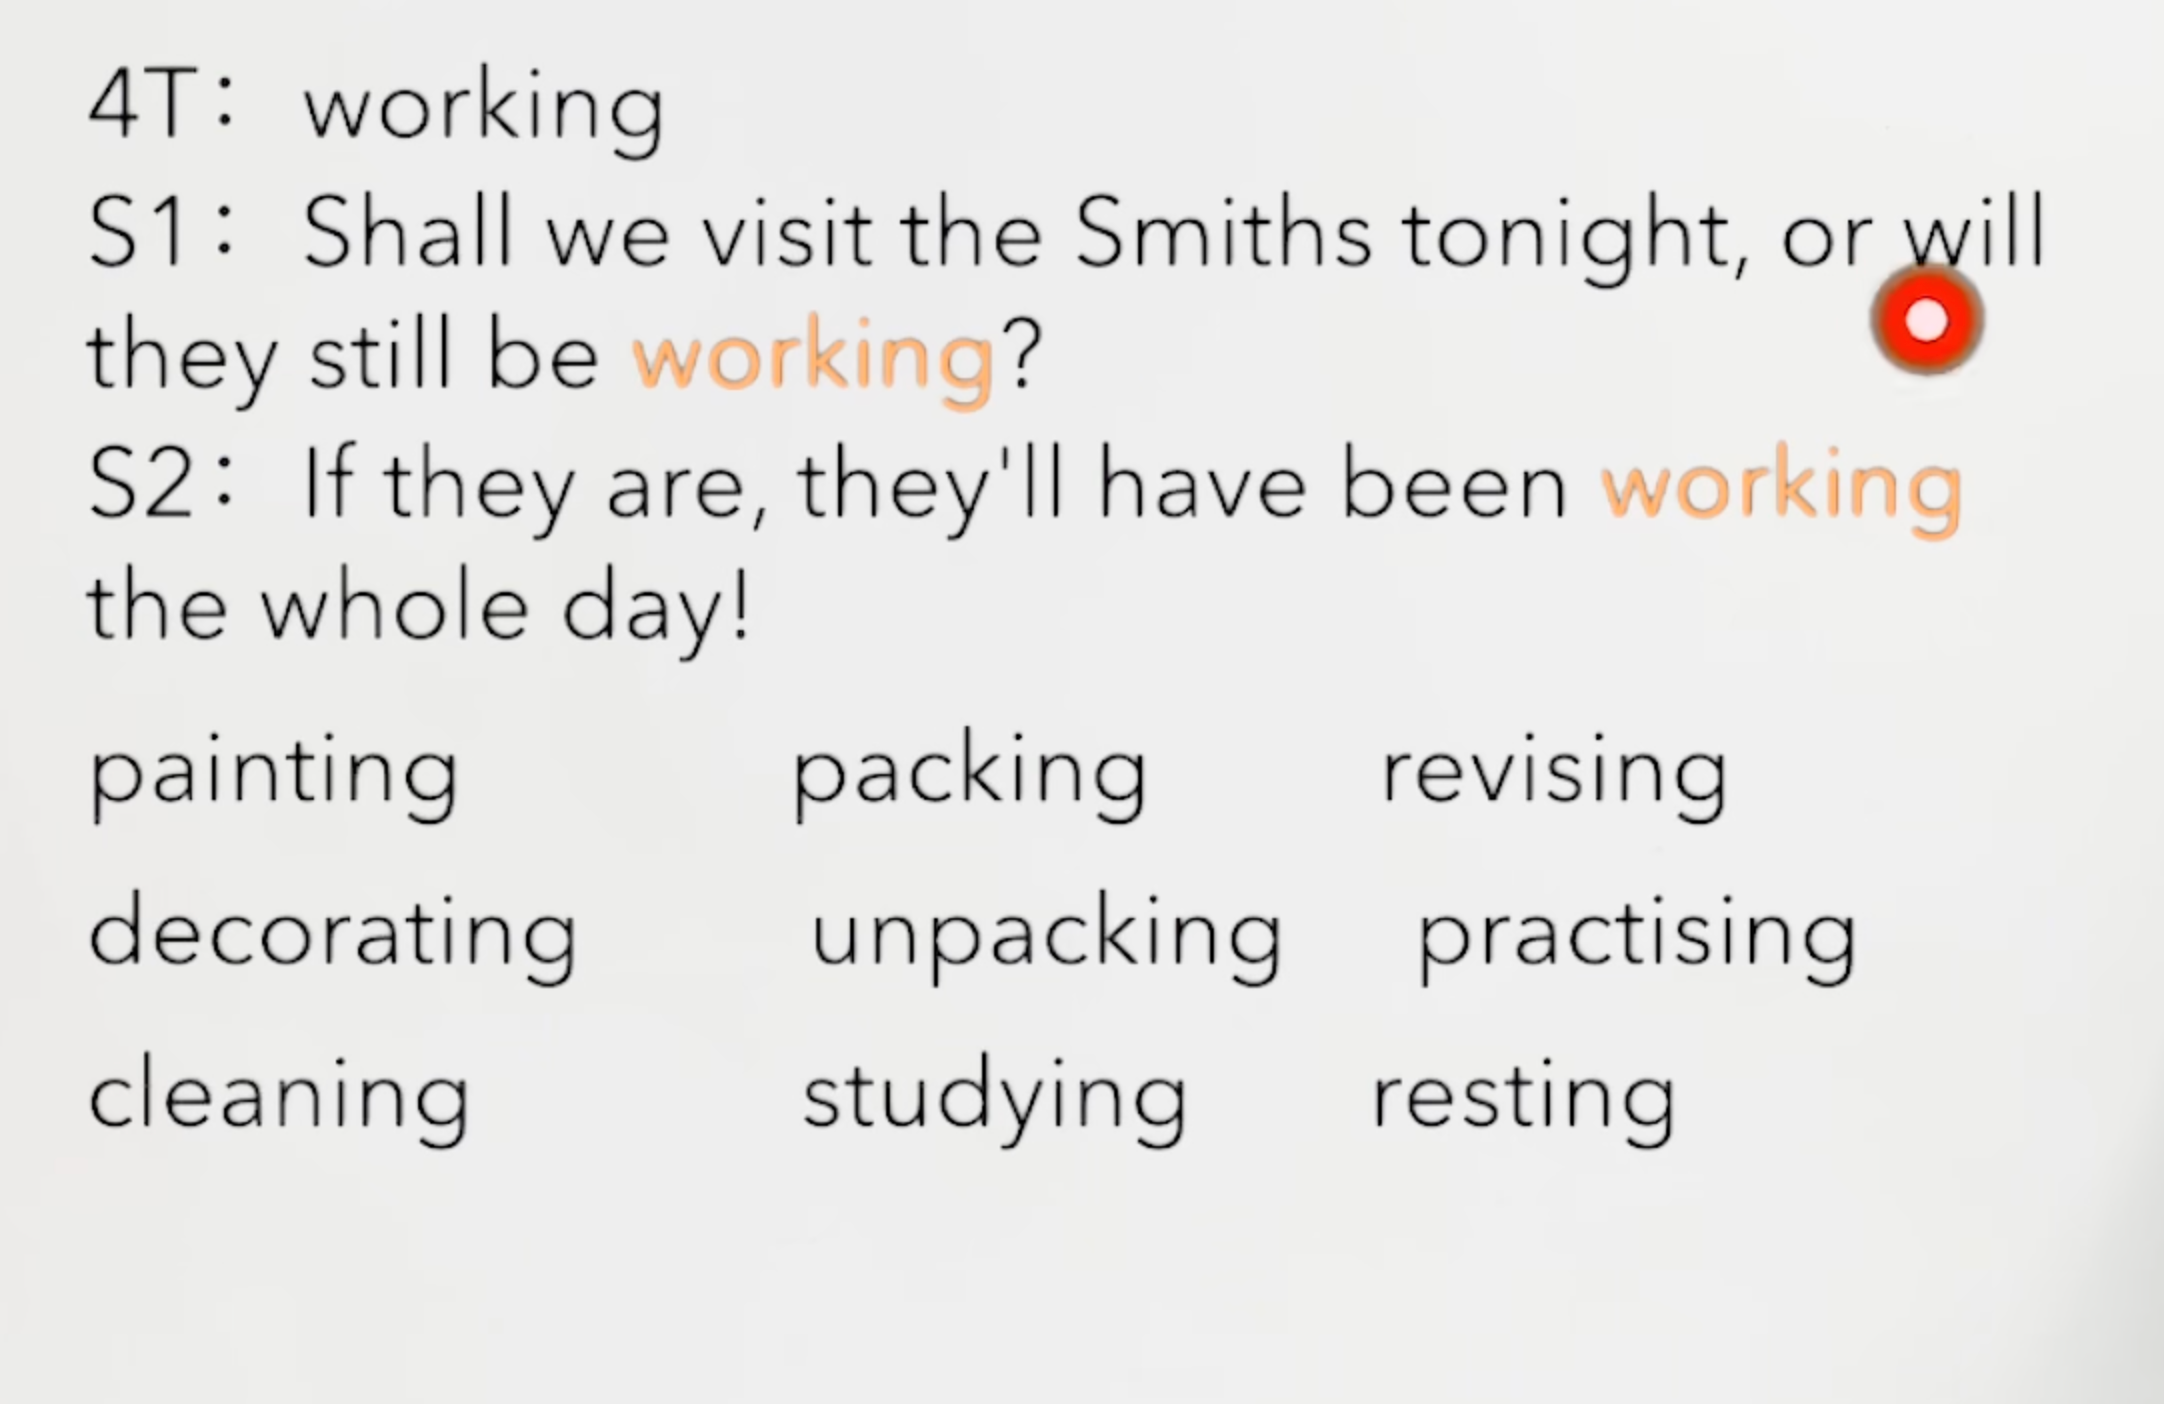 4T: working
S1: Shall we visit the Smiths tonight, or will
they still be working?
S2: If they are, they'll have been working
the whole day!
painting packing revising
decorating unpacking practising
cleaning studying resting